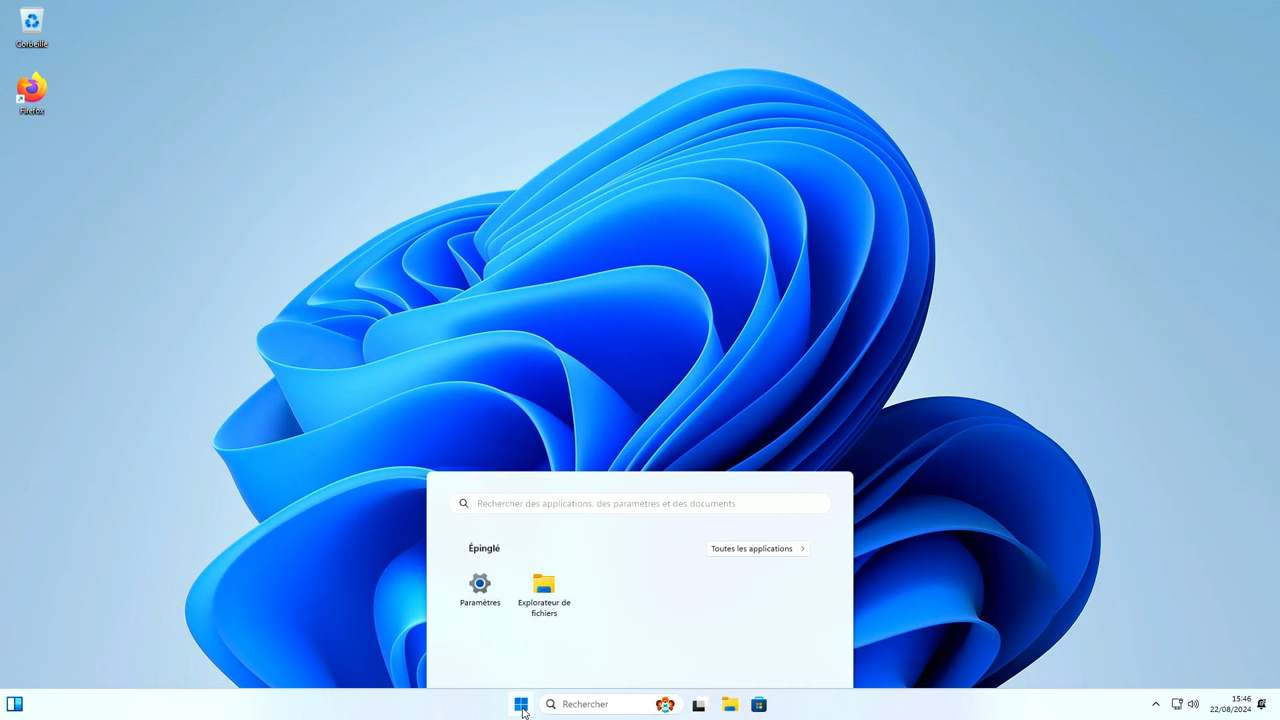 Corbeille
Firefox
Rechercher des applications, des paramètres et des documents
Épinglé
Toutes les applications
Paramètres
Explorateur de
fichiers
Rechercher
15:46
22/08/2024